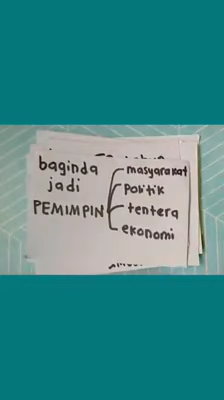 baginda
jadi
PEMIMPIN
masyarakat
politik
tentera
ekonomi